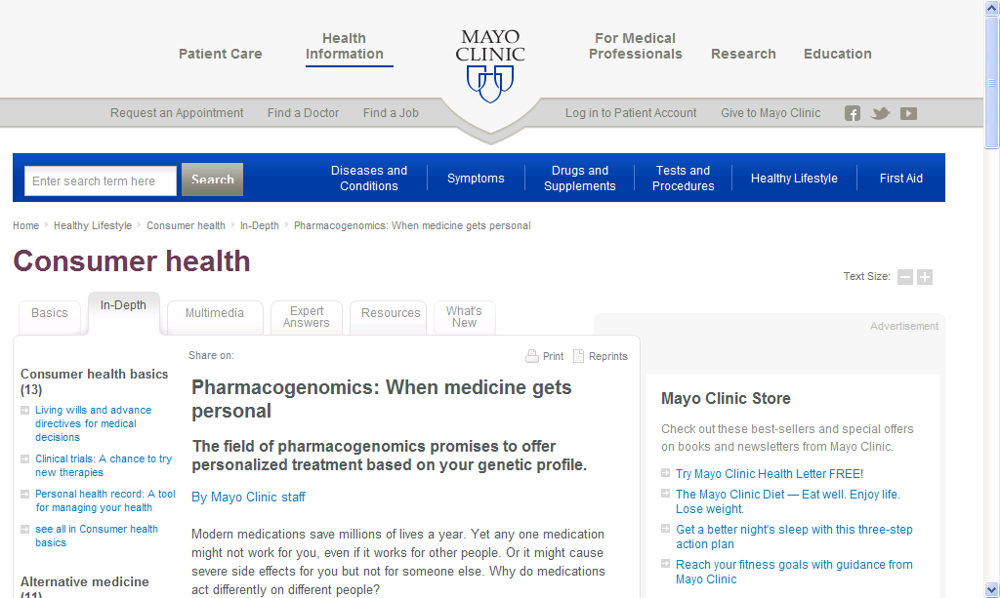 Patient Care
Health
Information
MAYO
CLINIC
For Medical
Professionals
Research
Education
Request an Appointment
Find a Doctor
Find a Job
Log in to Patient Account
Give to Mayo Clinic
Enter search term here
Search
Diseases and
Conditions
Symptoms
Drugs and
Supplements
Tests and
Procedures
Healthy Lifestyle
First Aid
Home
Healthy Lifestyle
Consumer health
In-Depth
Pharmacogenomics: When medicine gets personal
Consumer health
Text Size:
Basics
In-Depth
Multimedia
Expert
Answers
Resources
What's
New
Advertisement
Consumer health basics
(13)
Living wills and advance
directives for medical
decisions
Clinical trials: A chance to try
new therapies
Personal health record: A tool
for managing your health
see all in Consumer health
basics
Alternative medicine
(11)
Share on:
Print
Reprints
Pharmacogenomics: When medicine gets
personal
The field of pharmacogenomics promises to offer
personalized treatment based on your genetic profile.
By Mayo Clinic staff
Modern medications save millions of lives a year. Yet any one medication
might not work for you, even if it works for other people. Or it might cause
severe side effects for you but not for someone else. Why do medications
act differently on different people?
Mayo Clinic Store
Check out these best-sellers and special offers
on books and newsletters from Mayo Clinic.
Try Mayo Clinic Health Letter FREE!
The Mayo Clinic Diet — Eat well. Enjoy life.
Lose weight.
Get a better night's sleep with this three-step
action plan
Reach your fitness goals with guidance from
Mayo Clinic